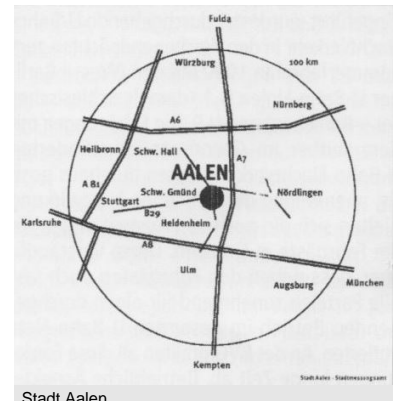 Fulda
Würzburg
100 km
Nürnberg
A6
Heilbronn
Schw. Hall
A7
AALEN
A 81
Schw. Gmünd
Nördlingen
Stuttgart
B29
Karlsruhe
Heidenheim
A8
Ulm
München
Augsburg
Kempten
Stadt Aalen - Stadtmessungsamt
Stadt Aalen